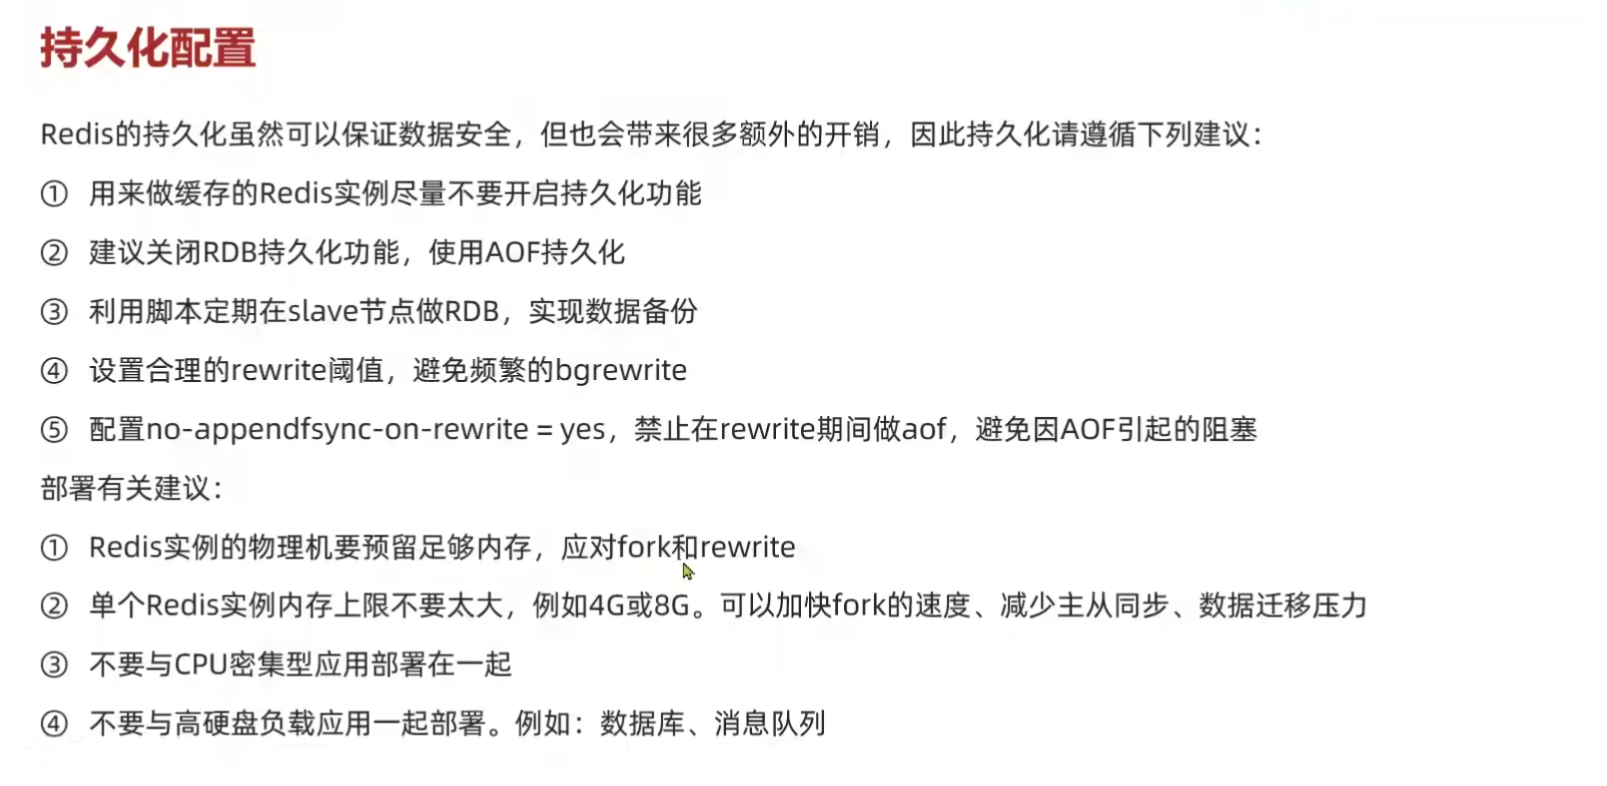 持久化配置
Redis的持久化虽然可以保证数据安全，但也会带来很多额外的开销，因此持久化请遵循下列建议：
① 用来做缓存的Redis实例尽量不要开启持久化功能
② 建议关闭RDB持久化功能，使用AOF持久化
③ 利用脚本定期在slave节点做RDB，实现数据备份
④ 设置合理的rewrite阈值，避免频繁的bgrewrite
⑤ 配置no-appendfsync-on-rewrite = yes，禁止在rewrite期间做aof，避免因AOF引起的阻塞
部署有关建议：
① Redis实例的物理机要预留足够内存，应对fork和rewrite
② 单个Redis实例内存上限不要太大，例如4G或8G。可以加快fork的速度、减少主从同步、数据迁移压力
③ 不要与CPU密集型应用部署在一起
④ 不要与高硬盘负载应用一起部署。例如：数据库、消息队列